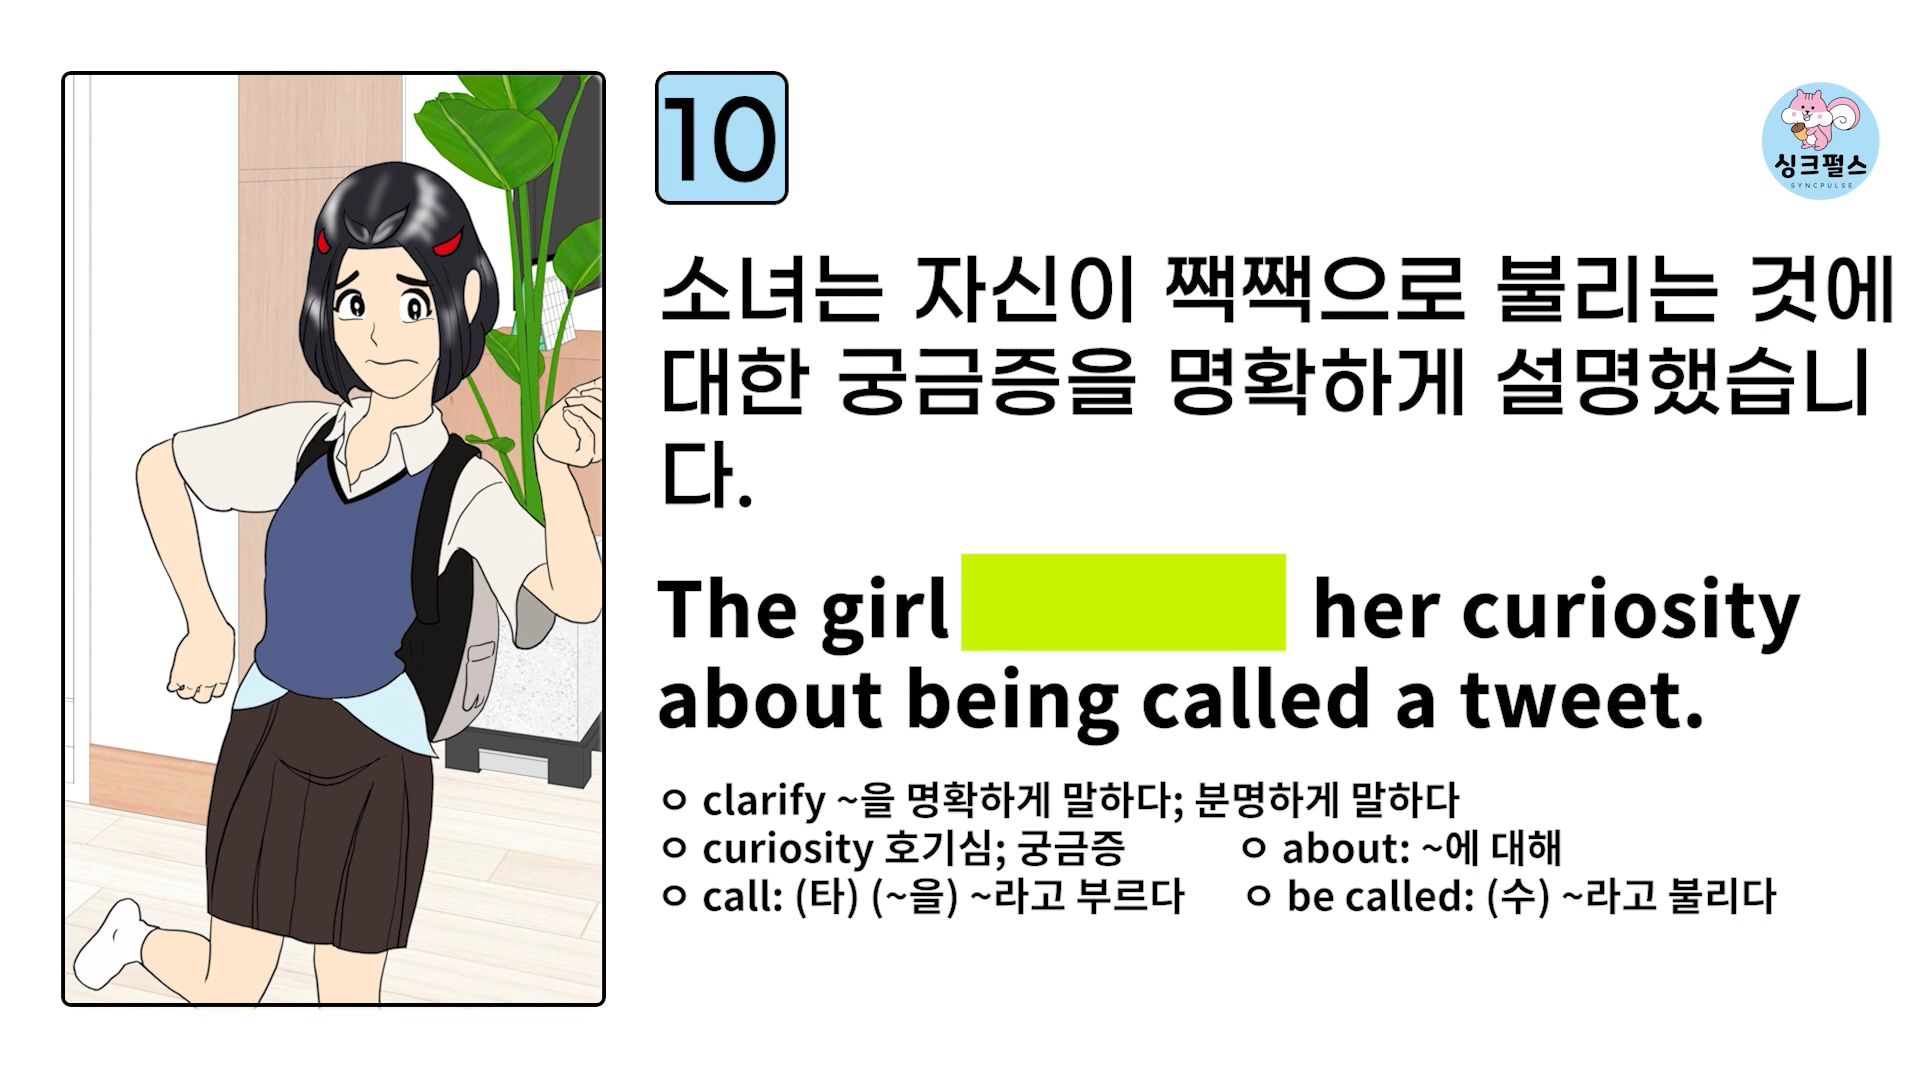 10
싱크펄스
SYNCPULSE
소녀는 자신이 짹짹으로 불리는 것에
대한 궁금증을 명확하게 설명했습니
다.
The girl her curiosity
about being called a tweet.
ㅇ clarify ~을 명확하게 말하다; 분명하게 말하다
ㅇ curiosity 호기심; 궁금증 ㅇ about: ~에 대해
ㅇ call: (타) (~을) ~라고 부르다 ㅇ be called: (수) ~라고 불리다